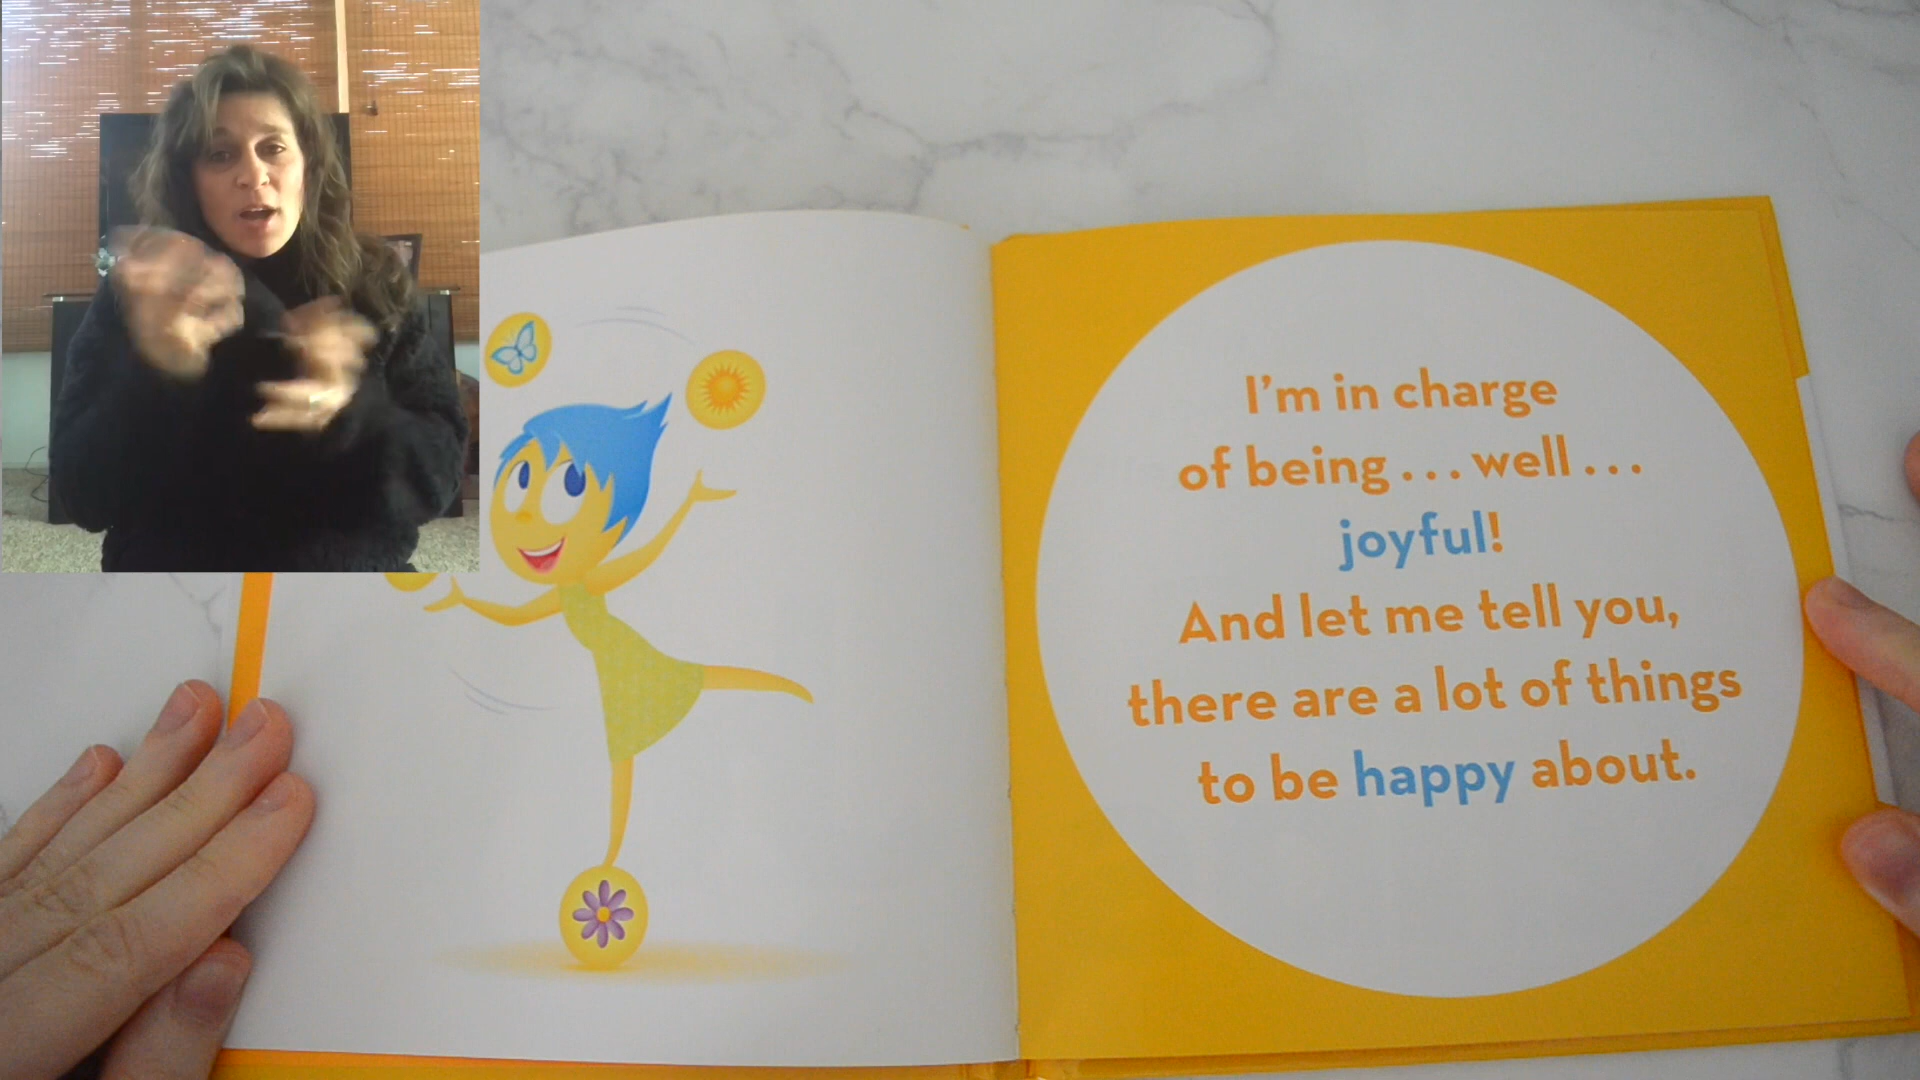 I'm in charge
of being...well...
joyful!
And let me tell you,
there are a lot of things
to be happy about.